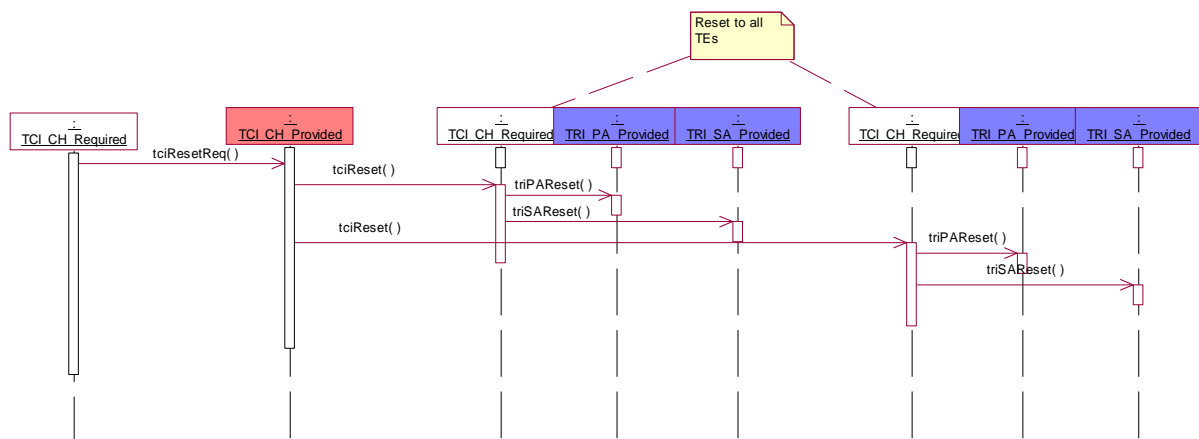 Reset to all
TEs
:
TCI_CH_Required
:
TCI_CH_Provided
:
TCI_CH_Required
:
TRI_PA_Provided
:
TRI_SA_Provided
:
TCI_CH_Required
:
TRI_PA_Provided
:
TRI_SA_Provided
tciResetReq( )
tciReset( )
triPAReset( )
triSAReset( )
tciReset( )
triPAReset( )
triSAReset( )